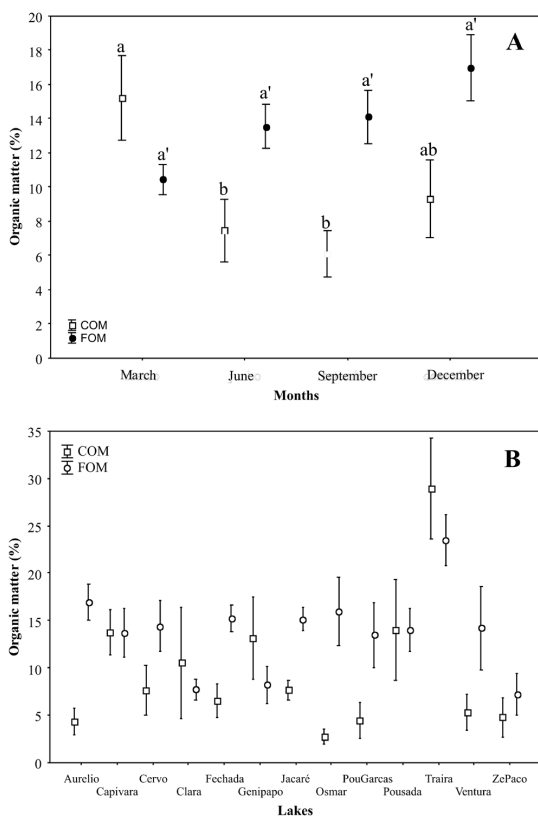 20
18
16
14
12
10
8
6
4
2
0
Organic matter (%)
A
a
a'
b
a'
b
a'
ab
a'
COM
FOM
March
June
September
December
Months
35
30
25
20
15
10
5
0
Organic matter (%)
B
COM
FOM
Aurelio Cervo Fechada Jacaré PouGarcas Traira ZePaco
Capivara Clara Genipapo Osmar Pousada Ventura
Lakes